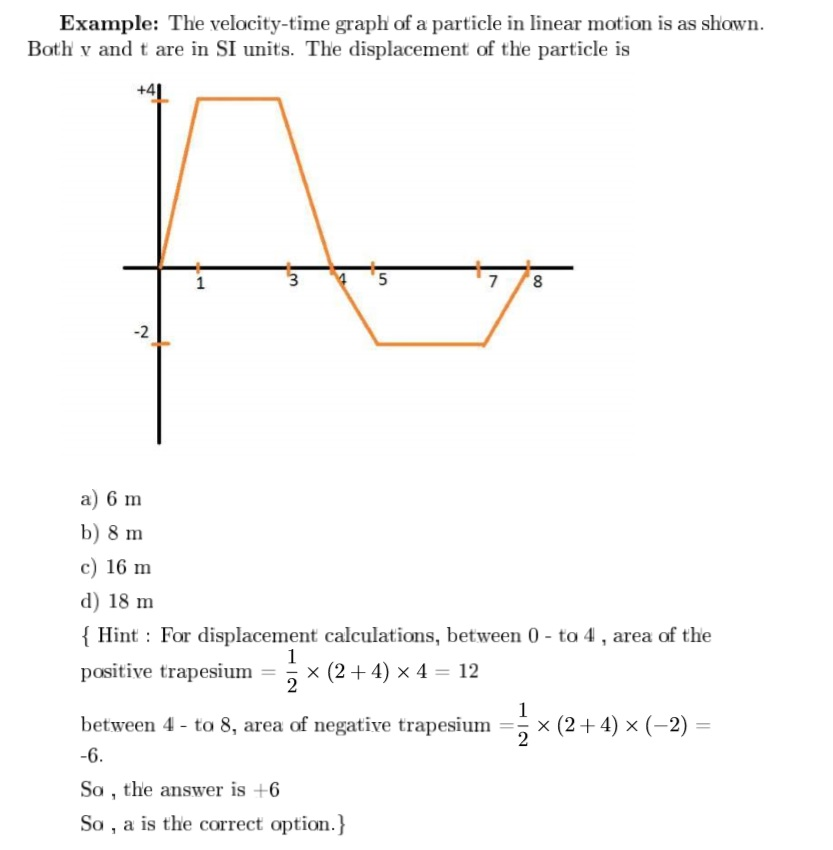 Example: The velocity-time graph of a particle in linear motion is as shown.
Both v and t are in SI units. The displacement of the particle is
+4
1
3
4
5
7
8
-2
a) 6 m
b) 8 m
c) 16 m
d) 18 m
{ Hint : For displacement calculations, between 0 - to 4 , area of the
positive trapesium = 1/2 × (2 + 4) × 4 = 12
between 4 - to 8, area of negative trapesium = 1/2 × (2 + 4) × (−2) =
-6.
So , the answer is +6
So , a is the correct option.}